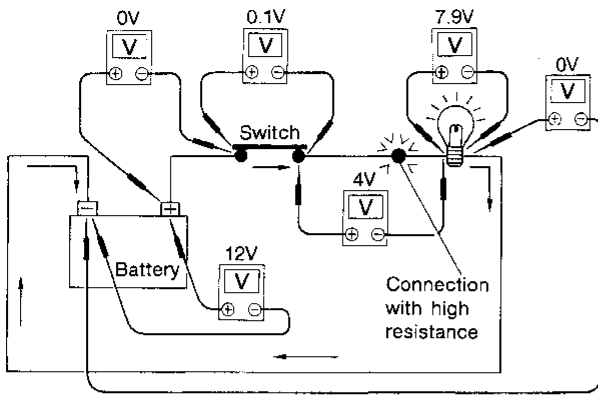 0V
V
⊕ ⊖
0.1V
V
⊕ ⊖
7.9V
V
⊕ ⊖
0V
V
⊕ ⊖
Switch
4V
V
⊕ ⊖
− +
Battery
12V
V
⊕ ⊖
Connection
with high
resistance